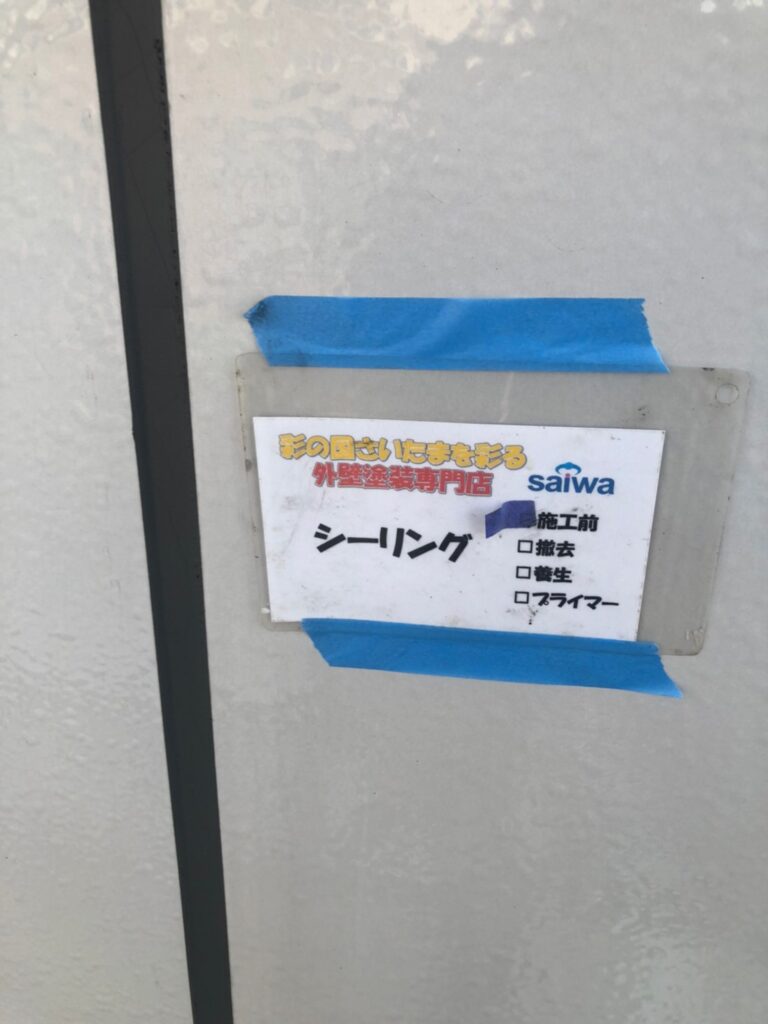 彩の国さいたまを彩る
外壁塗装専門店
saiwa
シーリング
施工前
□撤去
□養生
□プライマー